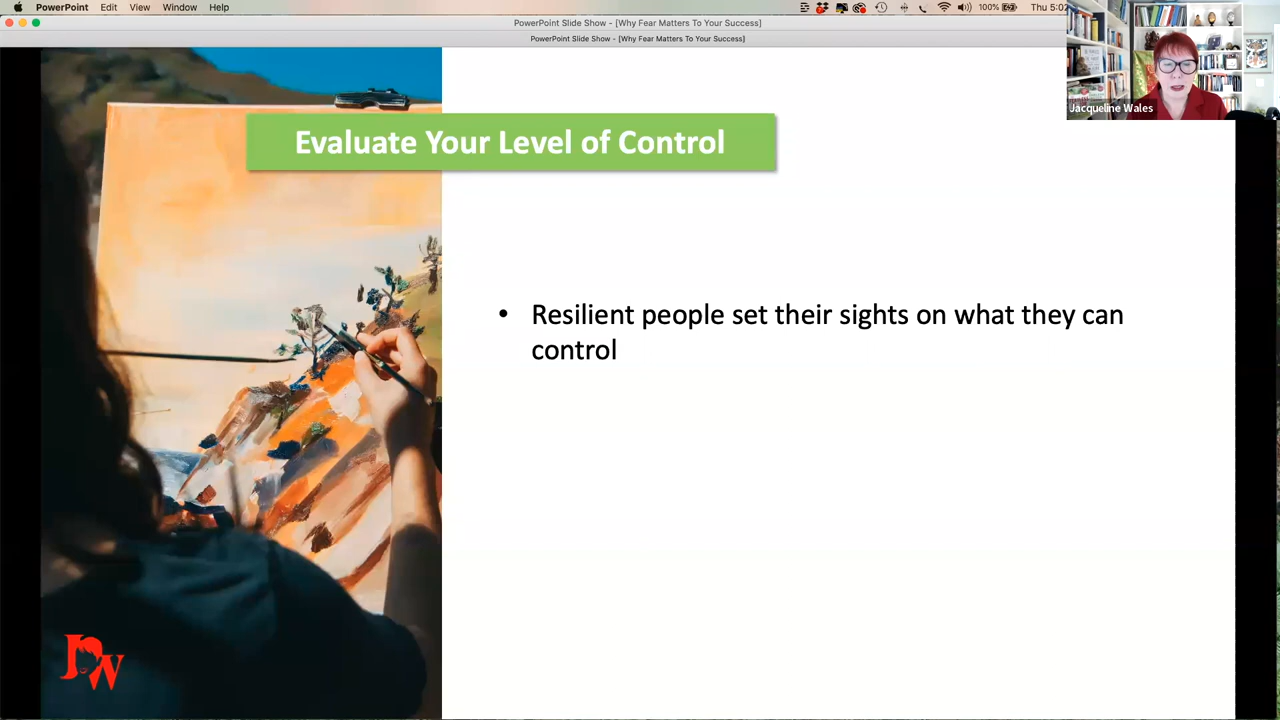 PowerPoint Edit View Window Help 100% Thu 5:02
PowerPoint Slide Show - [Why Fear Matters To Your Success]
PowerPoint Slide Show - [Why Fear Matters To Your Success]
Jacqueline Wales
Evaluate Your Level of Control
• Resilient people set their sights on what they can
control
JW